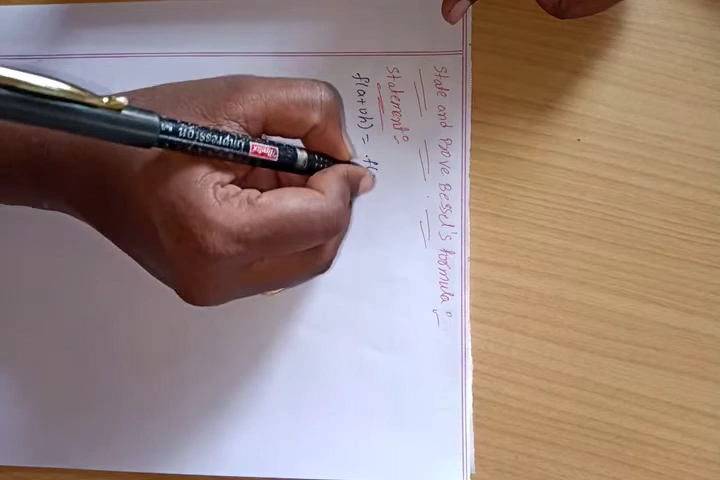 State and prove Bessel's formula :-
Statement :-
f(a+uh) = f(
Impression